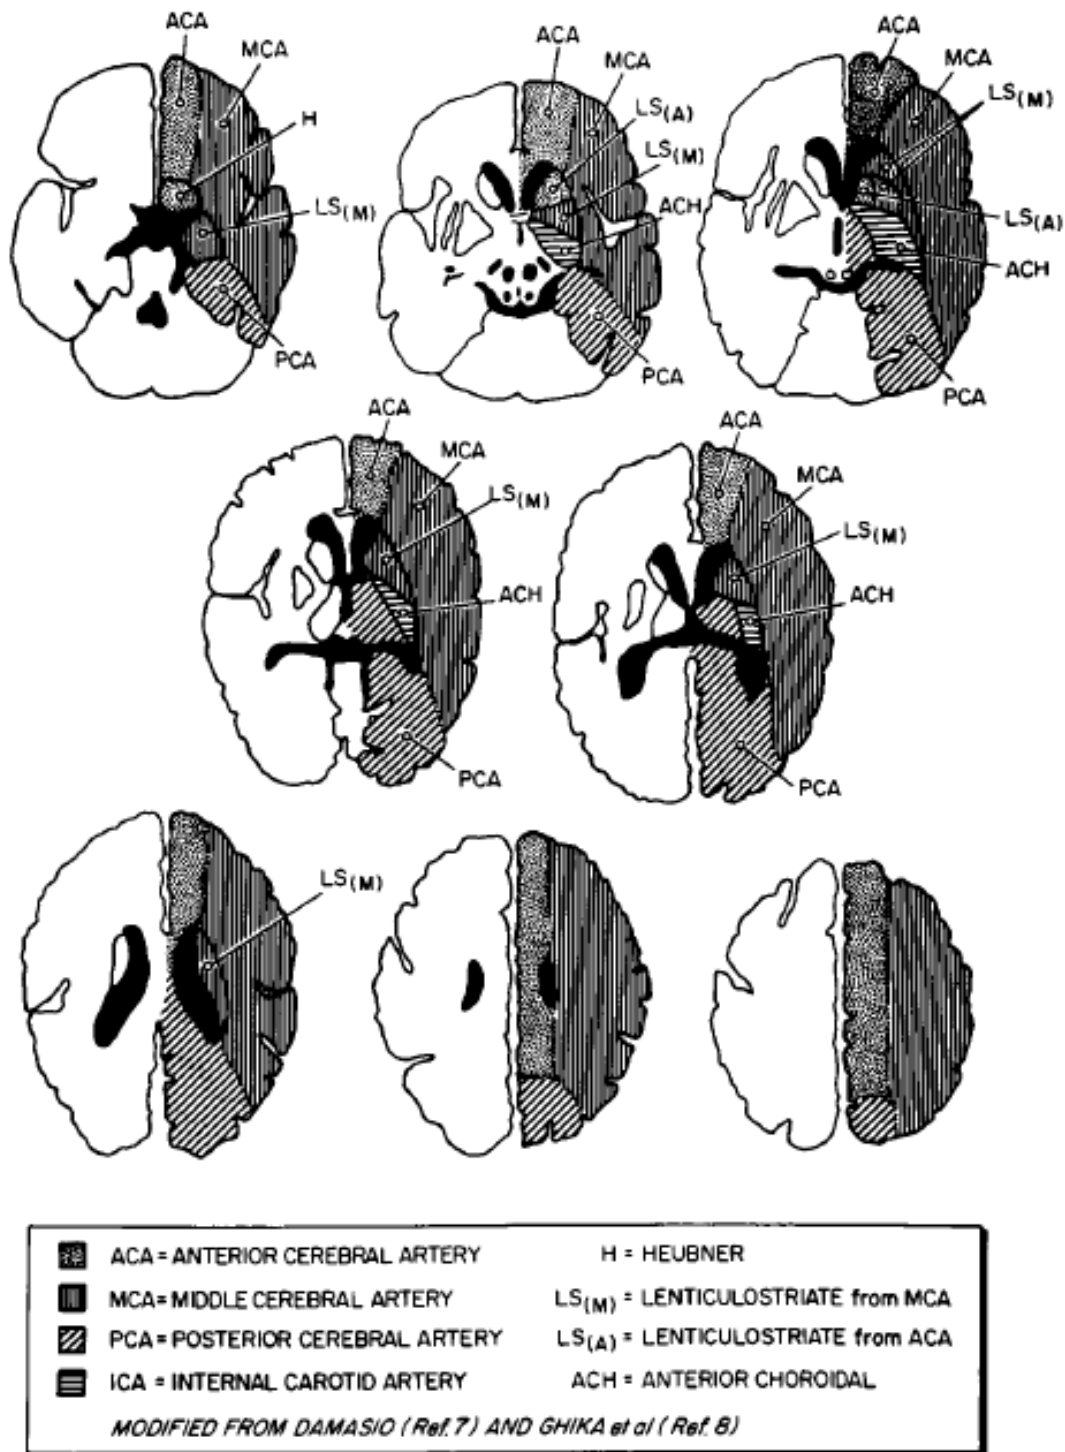 ACA
MCA
H
LS(M)
PCA
ACA
MCA
LS(A)
LS(M)
ACH
PCA
ACA
MCA
LS(M)
LS(A)
ACH
PCA
ACA
MCA
LS(M)
ACH
PCA
ACA
MCA
LS(M)
ACH
PCA
LS(M)
ACA = ANTERIOR CEREBRAL ARTERY
MCA = MIDDLE CEREBRAL ARTERY
PCA = POSTERIOR CEREBRAL ARTERY
ICA = INTERNAL CAROTID ARTERY
H = HEUBNER
LS(M) = LENTICULOSTRIATE from MCA
LS(A) = LENTICULOSTRIATE from ACA
ACH = ANTERIOR CHOROIDAL
MODIFIED FROM DAMASIO (Ref. 7) AND GHIKA et al (Ref. 8)